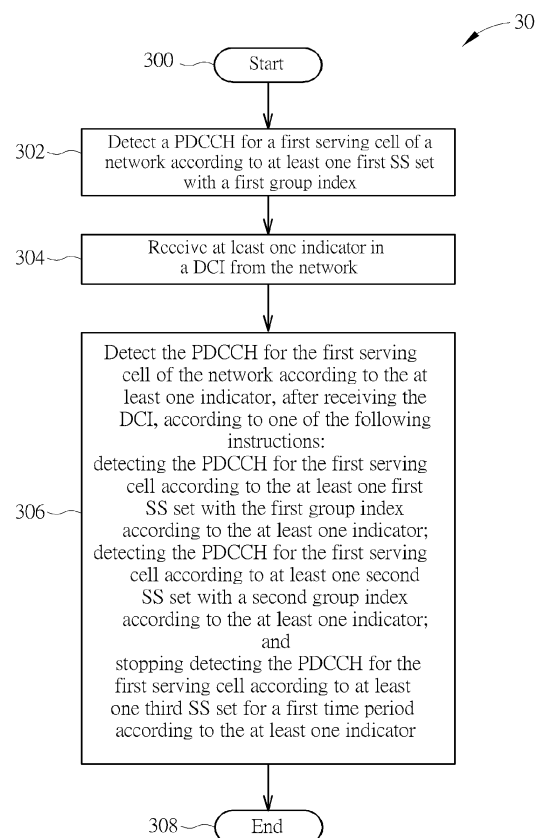 30
300
Start
302
Detect a PDCCH for a first serving cell of a
network according to at least one first SS set
with a first group index
304
Receive at least one indicator in
a DCI from the network
306
Detect the PDCCH for the first serving
cell of the network according to the at
least one indicator, after receiving the
DCI, according to one of the following
instructions:
detecting the PDCCH for the first serving
cell according to the at least one first
SS set with the first group index
according to the at least one indicator;
detecting the PDCCH for the first serving
cell according to at least one second
SS set with a second group index
according to the at least one indicator;
and
stopping detecting the PDCCH for the
first serving cell according to at least
one third SS set for a first time period
according to the at least one indicator
308
End